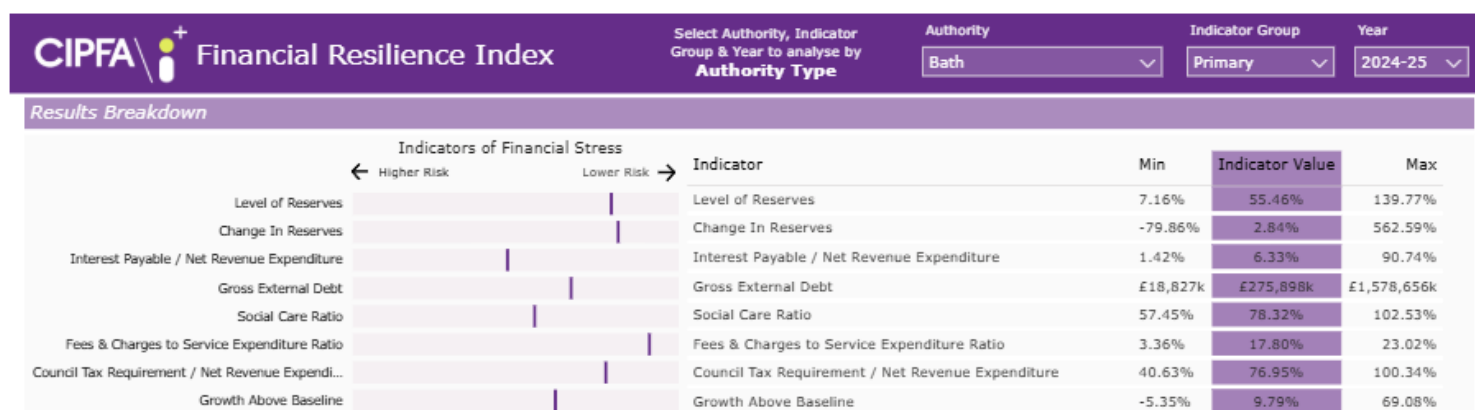 CIPFA\ i+ Financial Resilience Index
Select Authority, Indicator
Group & Year to analyse by
Authority Type
Authority
Bath
Indicator Group
Primary
Year
2024-25
Results Breakdown
Indicators of Financial Stress
← Higher Risk Lower Risk →
Level of Reserves
Change In Reserves
Interest Payable / Net Revenue Expenditure
Gross External Debt
Social Care Ratio
Fees & Charges to Service Expenditure Ratio
Council Tax Requirement / Net Revenue Expendi...
Growth Above Baseline
Indicator Min Indicator Value Max
Level of Reserves 7.16% 55.46% 139.77%
Change In Reserves -79.86% 2.84% 562.59%
Interest Payable / Net Revenue Expenditure 1.42% 6.33% 90.74%
Gross External Debt £18,827k £275,898k £1,578,656k
Social Care Ratio 57.45% 78.32% 102.53%
Fees & Charges to Service Expenditure Ratio 3.36% 17.80% 23.02%
Council Tax Requirement / Net Revenue Expenditure 40.63% 76.95% 100.34%
Growth Above Baseline -5.35% 9.79% 69.08%